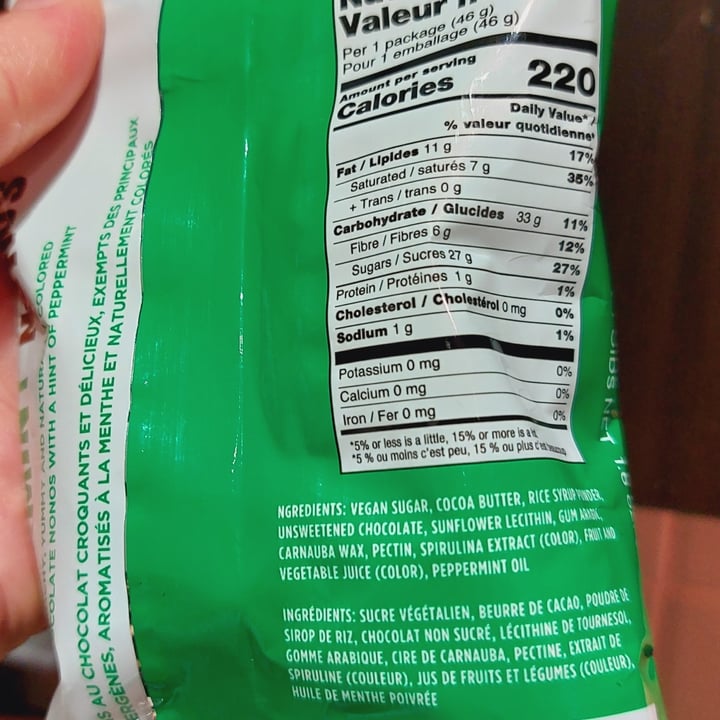 Valeur
Per 1 package (46 g)
Pour 1 emballage (46 g)
Amount per serving
Calories 220
Daily Value*
% valeur quotidienne*
Fat / Lipides 11 g 17%
Saturated / saturés 7 g 35%
+ Trans / trans 0 g
Carbohydrate / Glucides 33 g 11%
Fibre / Fibres 6 g 12%
Sugars / Sucres 27 g 27%
Protein / Protéines 1 g 1%
Cholesterol / Cholestérol 0 mg 0%
Sodium 1 g 1%
Potassium 0 mg 0%
Calcium 0 mg 0%
Iron / Fer 0 mg 0%
*5% or less is a little, 15% or more is a
*5 % ou moins c'est peu, 15 % ou plus c'est
NGREDIENTS: VEGAN SUGAR, COCOA BUTTER, RICE SYRUP POWDER,
UNSWEETENED CHOCOLATE, SUNFLOWER LECITHIN, GUM ARABIC,
CARNAUBA WAX, PECTIN, SPIRULINA EXTRACT (COLOR), FRUIT AND
VEGETABLE JUICE (COLOR), PEPPERMINT OIL
INGRÉDIENTS: SUCRE VÉGÉTALIEN, BEURRE DE CACAO, POUDRE DE
SIROP DE RIZ, CHOCOLAT NON SUCRÉ, LÉCITHINE DE TOURNESOL,
GOMME ARABIQUE, CIRE DE CARNAUBA, PECTINE, EXTRAIT DE
SPIRULINE (COULEUR), JUS DE FRUITS ET LÉGUMES (COULEUR),
HUILE DE MENTHE POIVRÉE
YUMMY AND COLORED
COLATE NONOS WITH A HINT OF PEPPERMINT
S AU CHOCOLAT CROQUANTS ET DÉLICIEUX, EXEMPTS DES PRINCIPAUX
ERGÈNES, AROMATISÉS À LA MENTHE ET NATURELLEMENT COLORÉS